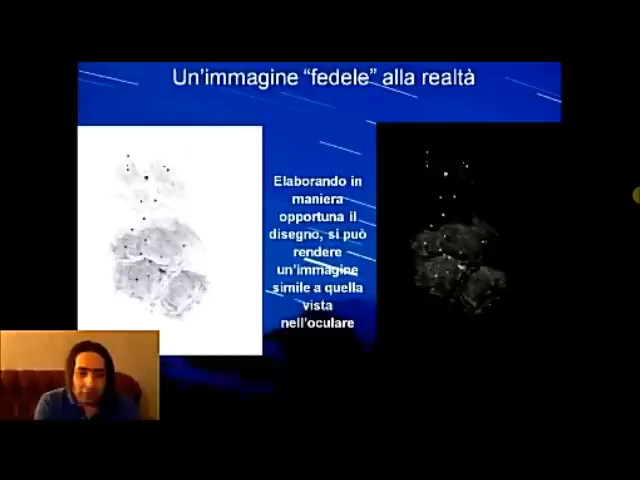 Un'immagine "fedele" alla realtà
Elaborando in
maniera
opportuna il
disegno, si può
rendere
un'immagine
simile a quella
vista
nell'oculare